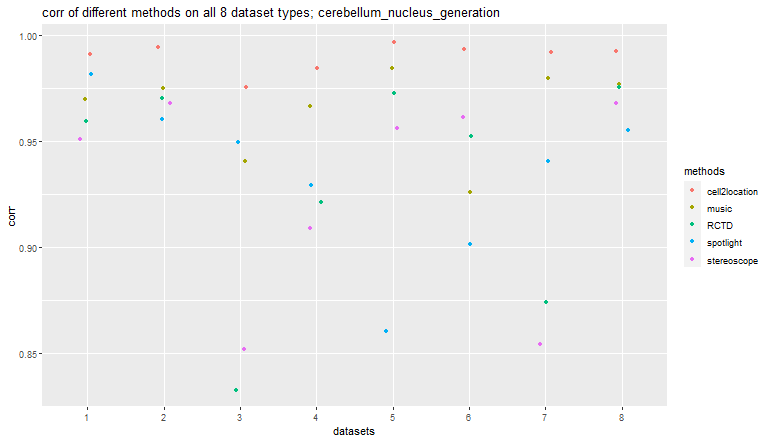 corr of different methods on all 8 dataset types; cerebellum_nucleus_generation
1.00
0.95
0.90
0.85
corr
1 2 3 4 5 6 7 8
datasets
methods
cell2location
music
RCTD
spotlight
stereoscope